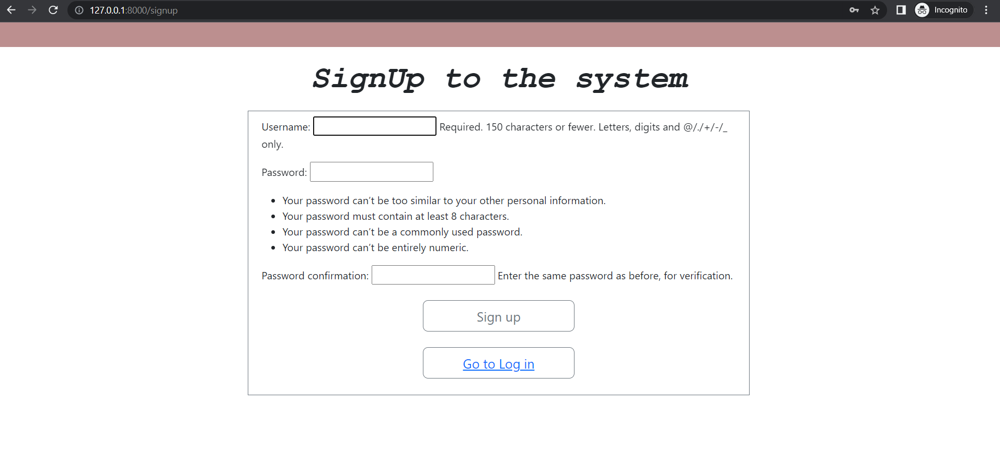 127.0.0.1:8000/signup
Incognito
SignUp to the system
Username: Required. 150 characters or fewer. Letters, digits and @/./+/-/_
only.
Password:
• Your password can’t be too similar to your other personal information.
• Your password must contain at least 8 characters.
• Your password can’t be a commonly used password.
• Your password can’t be entirely numeric.
Password confirmation: Enter the same password as before, for verification.
Sign up
Go to Log in